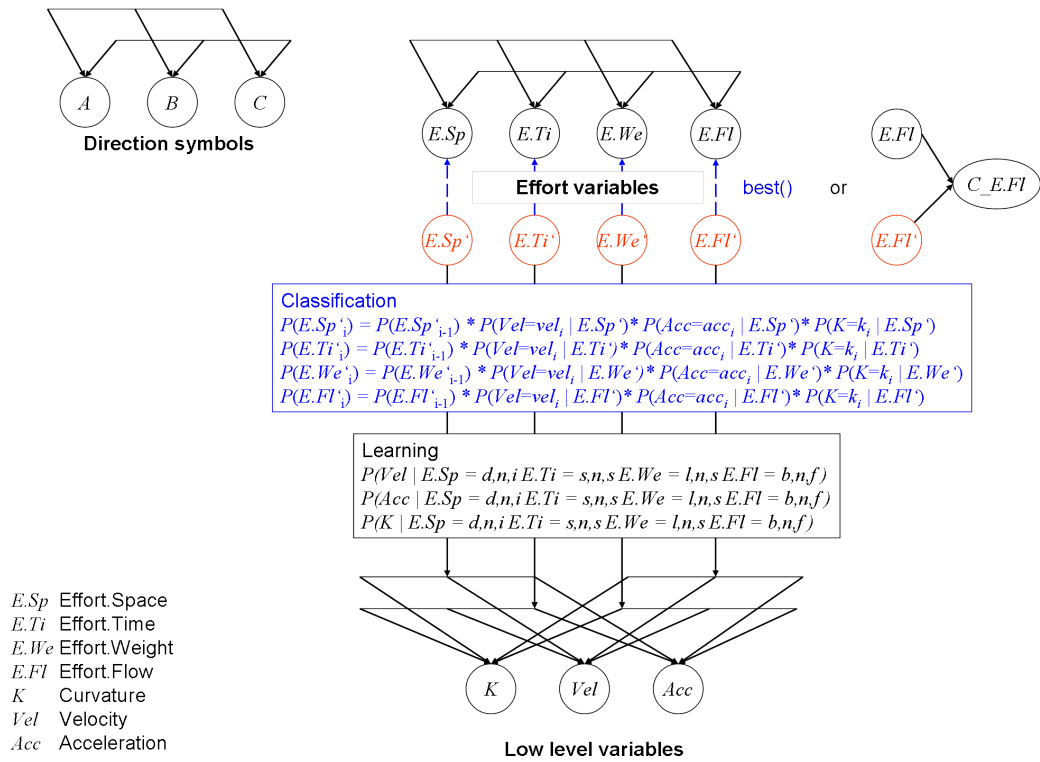 A B C
Direction symbols
E.Sp E.Ti E.We E.Fl
E.Fl
C_E.Fl
Effort variables
best() or
E.Sp‘ E.Ti‘ E.We‘ E.Fl‘
E.Fl‘
Classification
P(E.Sp‘i) = P(E.Sp‘i-1) * P(Vel=veli | E.Sp‘)* P(Acc=acci | E.Sp‘)* P(K=ki | E.Sp‘)
P(E.Ti‘i) = P(E.Ti‘i-1) * P(Vel=veli | E.Ti‘)* P(Acc=acci | E.Ti‘)* P(K=ki | E.Ti‘)
P(E.We‘i) = P(E.We‘i-1) * P(Vel=veli | E.We‘)* P(Acc=acci | E.We‘)* P(K=ki | E.We‘)
P(E.Fl‘i) = P(E.Fl‘i-1) * P(Vel=veli | E.Fl‘)* P(Acc=acci | E.Fl‘)* P(K=ki | E.Fl‘)
Learning
P(Vel | E.Sp = d,n,i E.Ti = s,n,s E.We = l,n,s E.Fl = b,n,f)
P(Acc | E.Sp = d,n,i E.Ti = s,n,s E.We = l,n,s E.Fl = b,n,f)
P(K | E.Sp = d,n,i E.Ti = s,n,s E.We = l,n,s E.Fl = b,n,f)
E.Sp Effort.Space
E.Ti Effort.Time
E.We Effort.Weight
E.Fl Effort.Flow
K Curvature
Vel Velocity
Acc Acceleration
K Vel Acc
Low level variables